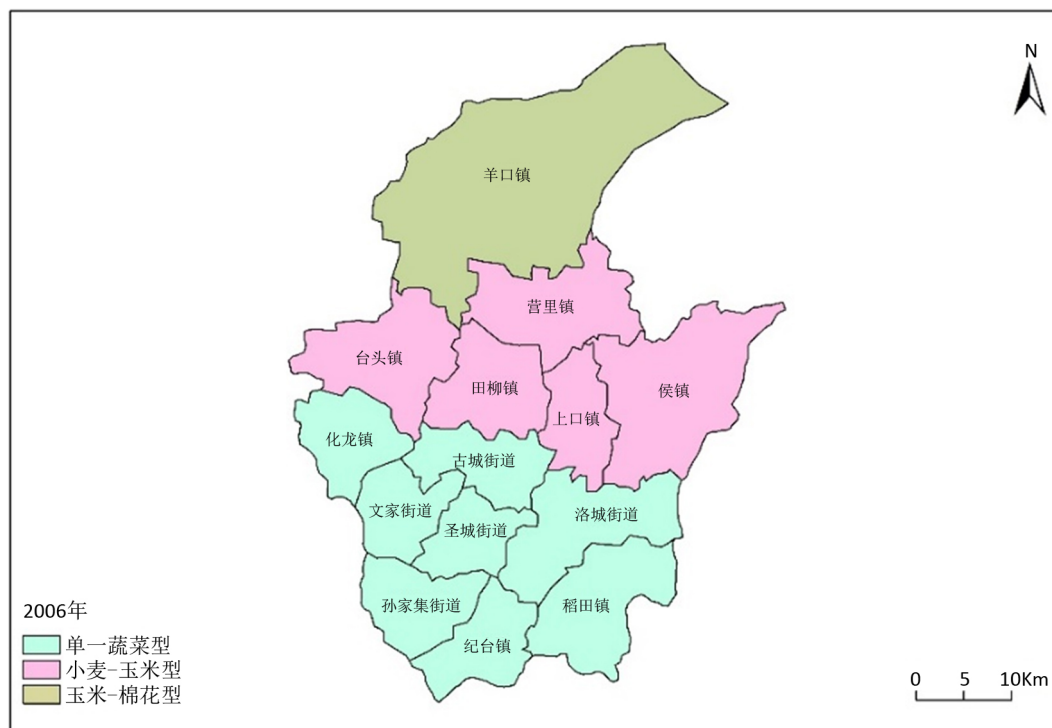 N
羊口镇
营里镇
台头镇
田柳镇
上口镇
侯镇
化龙镇
古城街道
文家街道
圣城街道
洛城街道
孙家集街道
稻田镇
纪台镇
2006年
单一蔬菜型
小麦-玉米型
玉米-棉花型
0 5 10Km